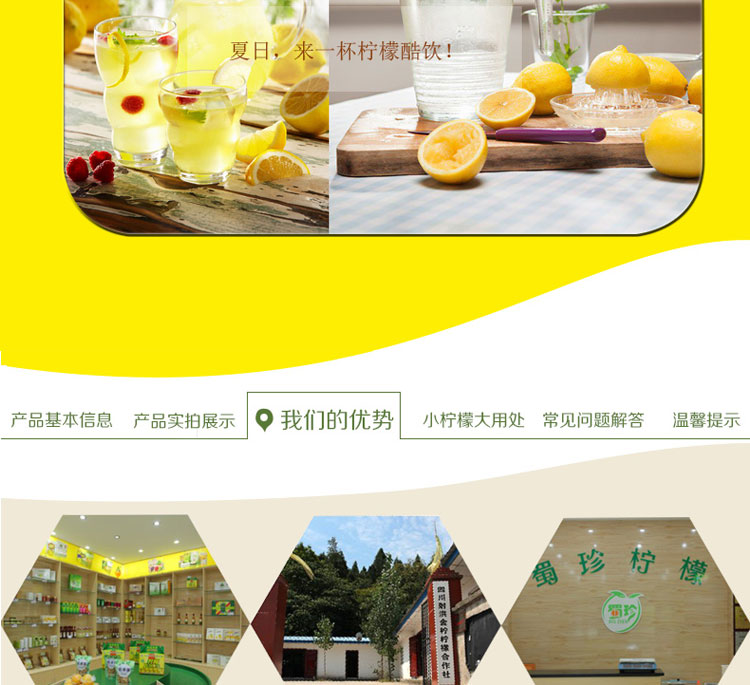 夏日，来一杯柠檬酷饮！
产品基本信息
产品实拍展示
我们的优势
小柠檬大用处
常见问题解答
温馨提示
四川射洪金柠柠檬合作社
蜀珍柠檬
蜀珍